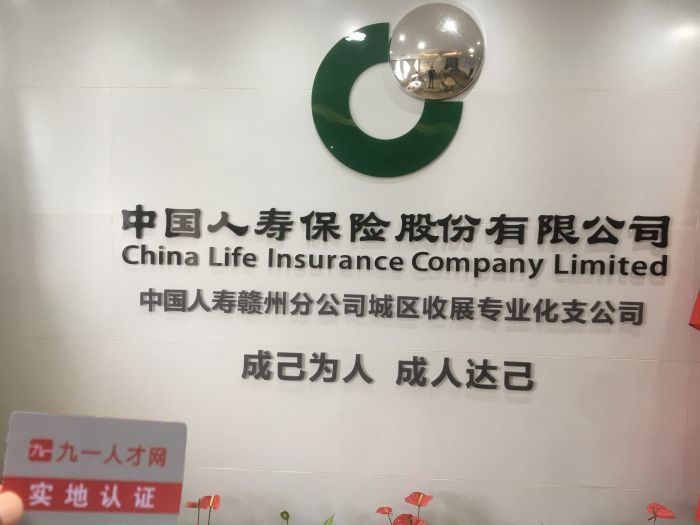 中国人寿保险股份有限公司
China Life Insurance Company Limited
中国人寿赣州分公司城区收展专业化支公司
成己为人 成人达己
九一 九一人才网
实地认证